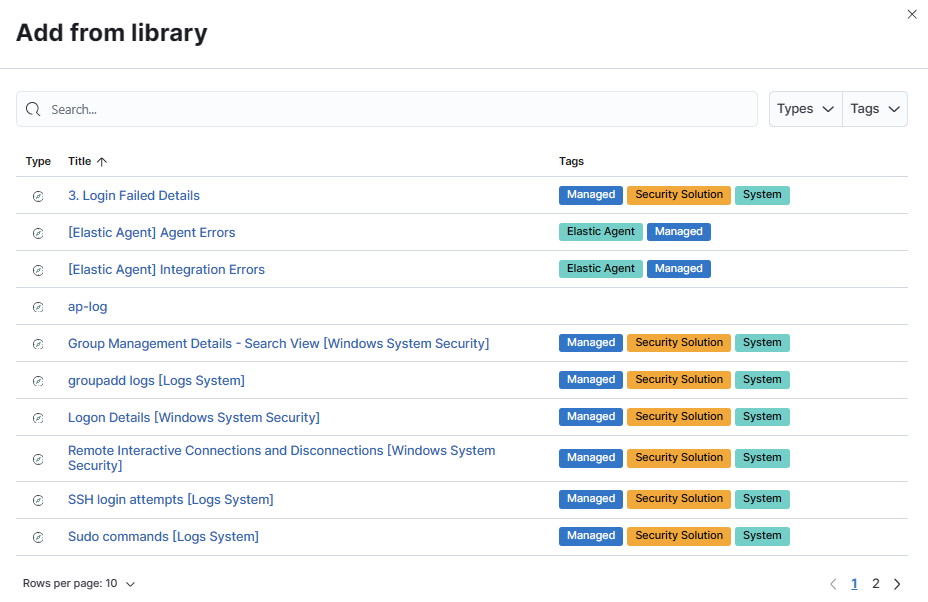 Add from library
Search...
Types
Tags
Type Title Tags
3. Login Failed Details Managed Security Solution System
[Elastic Agent] Agent Errors Elastic Agent Managed
[Elastic Agent] Integration Errors Elastic Agent Managed
ap-log
Group Management Details - Search View [Windows System Security] Managed Security Solution System
groupadd logs [Logs System] Managed Security Solution System
Logon Details [Windows System Security] Managed Security Solution System
Remote Interactive Connections and Disconnections [Windows System
Security] Managed Security Solution System
SSH login attempts [Logs System] Managed Security Solution System
Sudo commands [Logs System] Managed Security Solution System
Rows per page: 10 1 2